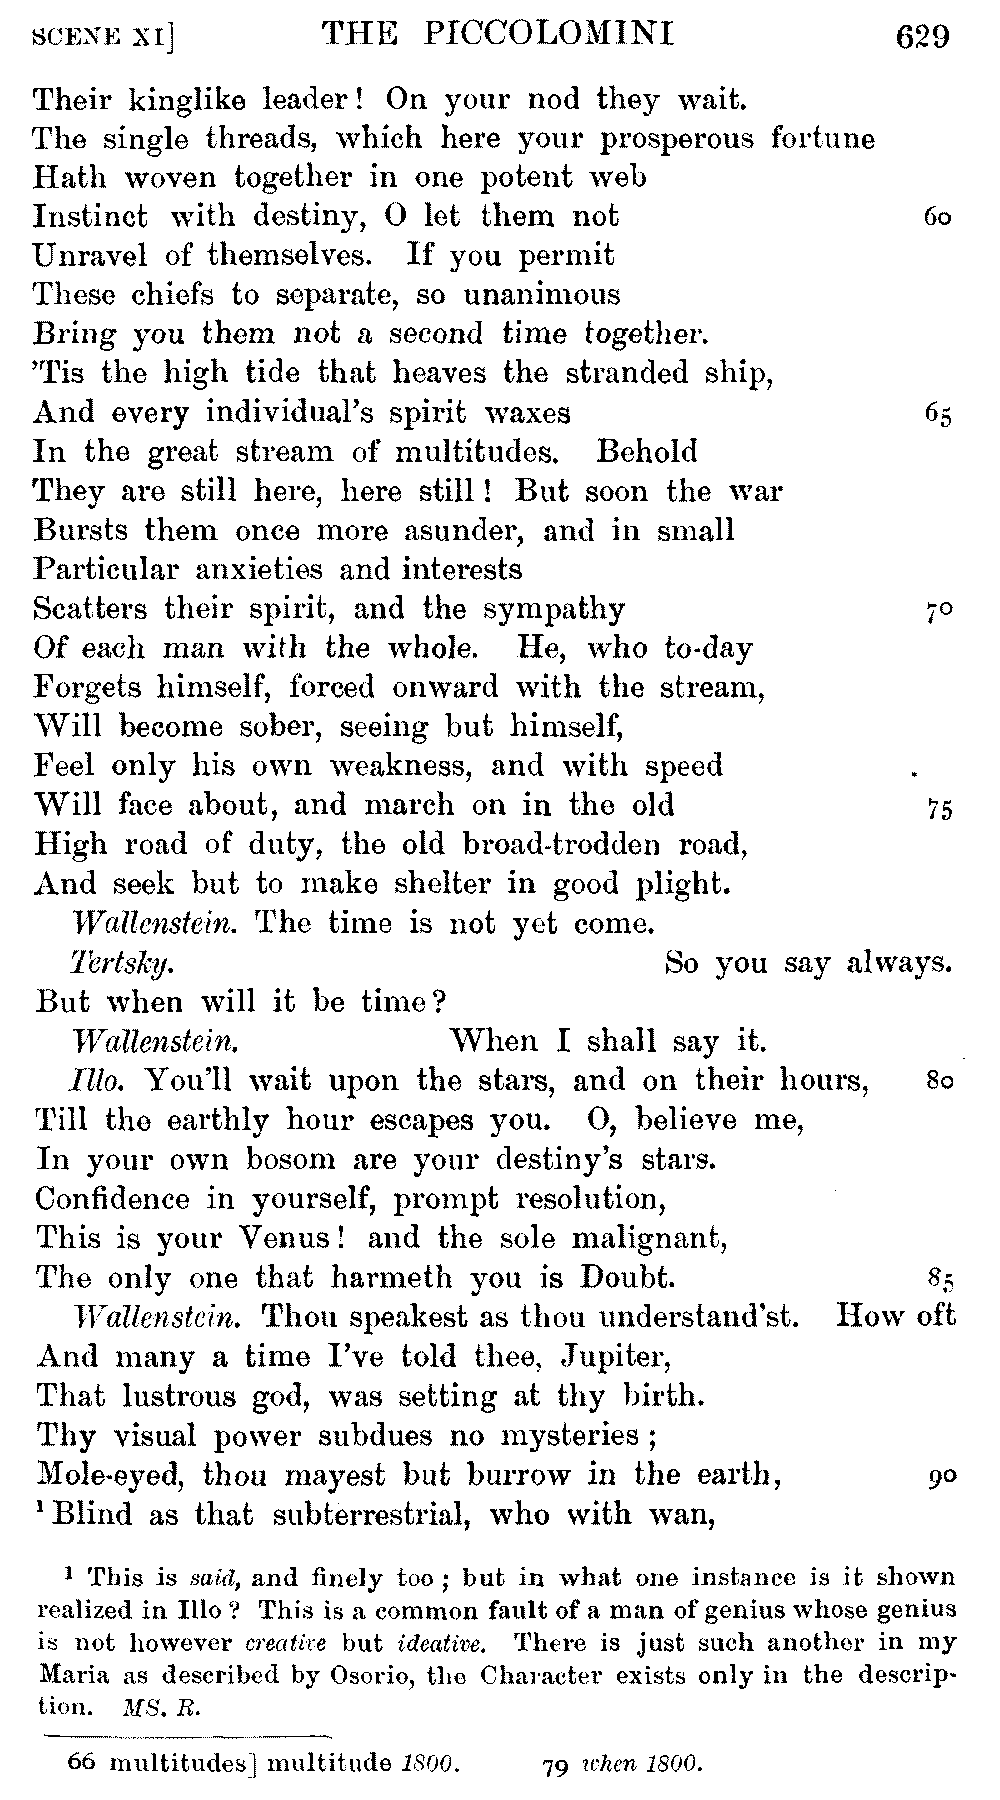 SCENE XI] THE PICCOLOMINI 629
Their kinglike leader! On your nod they wait.
The single threads, which here your prosperous fortune
Hath woven together in one potent web
Instinct with destiny, O let them not 60
Unravel of themselves. If you permit
These chiefs to separate, so unanimous
Bring you them not a second time together.
'Tis the high tide that heaves the stranded ship,
And every individual's spirit waxes 65
In the great stream of multitudes. Behold
They are still here, here still! But soon the war
Bursts them once more asunder, and in small
Particular anxieties and interests
Scatters their spirit, and the sympathy 70
Of each man with the whole. He, who to-day
Forgets himself, forced onward with the stream,
Will become sober, seeing but himself,
Feel only his own weakness, and with speed
Will face about, and march on in the old 75
High road of duty, the old broad-trodden road,
And seek but to make shelter in good plight.
Wallenstein. The time is not yet come.
Tertsky. So you say always.
But when will it be time?
Wallenstein. When I shall say it.
Illo. You'll wait upon the stars, and on their hours, 80
Till the earthly hour escapes you. O, believe me,
In your own bosom are your destiny's stars.
Confidence in yourself, prompt resolution,
This is your Venus! and the sole malignant,
The only one that harmeth you is Doubt. 85
Wallenstein. Thou speakest as thou understand'st. How oft
And many a time I've told thee, Jupiter,
That lustrous god, was setting at thy birth.
Thy visual power subdues no mysteries;
Mole-eyed, thou mayest but burrow in the earth, 90
¹ Blind as that subterrestrial, who with wan,
¹ This is said, and finely too; but in what one instance is it shown
realized in Illo? This is a common fault of a man of genius whose genius
is not however creative but ideative. There is just such another in my
Maria as described by Osorio, the Character exists only in the descrip-
tion. MS. R.
66 multitudes] multitude 1800. 79 when 1800.